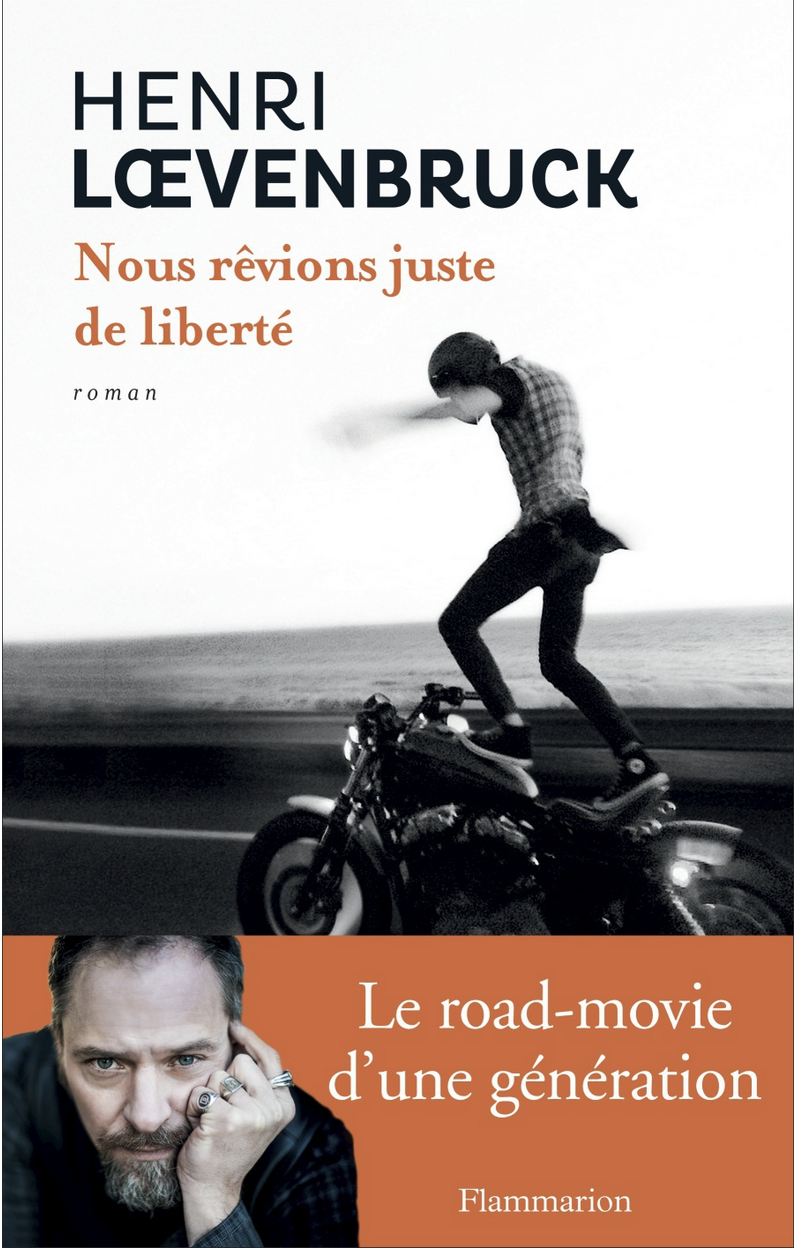 HENRI
LŒVENBRUCK
Nous rêvions juste
de liberté
roman
Le road-movie
d’une génération
Flammarion